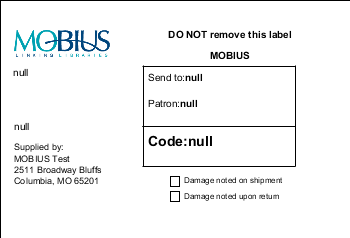 MOBIUS
LINKING LIBRARIES
null
null
Supplied by:
MOBIUS Test
2511 Broadway Bluffs
Columbia, MO 65201
DO NOT remove this label
MOBIUS
Send to:null
Patron:null
Code:null
Damage noted on shipment
Damage noted upon return